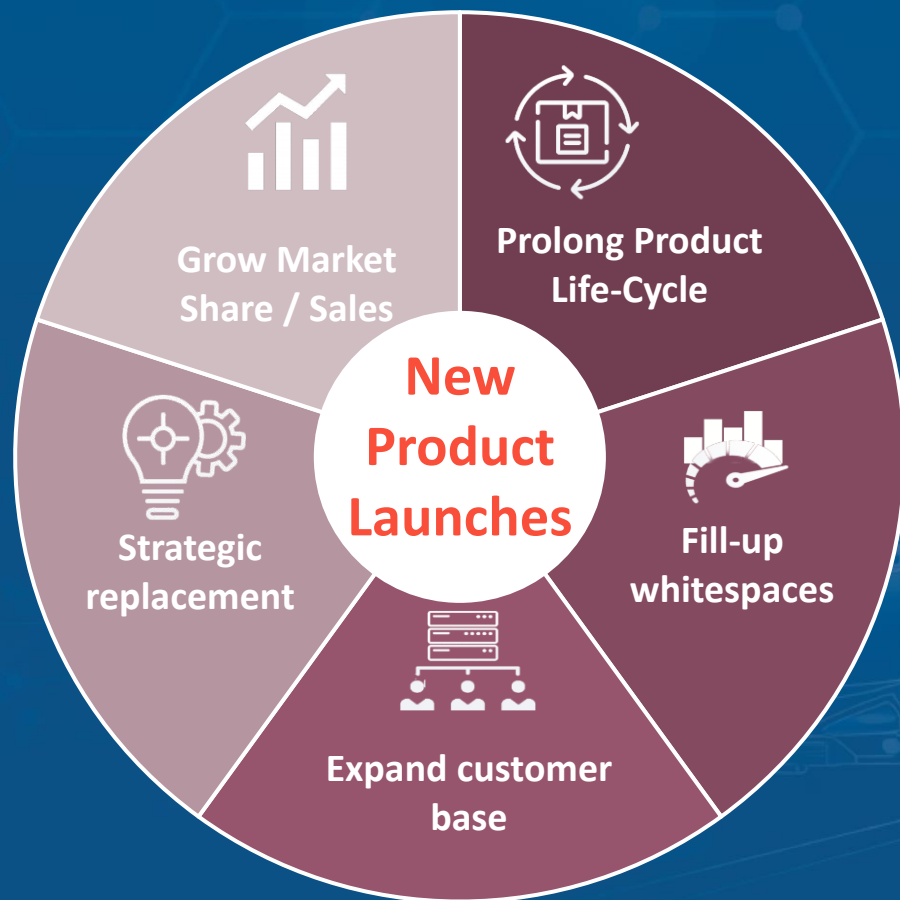 New
Product
Launches
Prolong Product
Life-Cycle
Fill-up
whitespaces
Expand customer
base
Strategic
replacement
Grow Market
Share / Sales